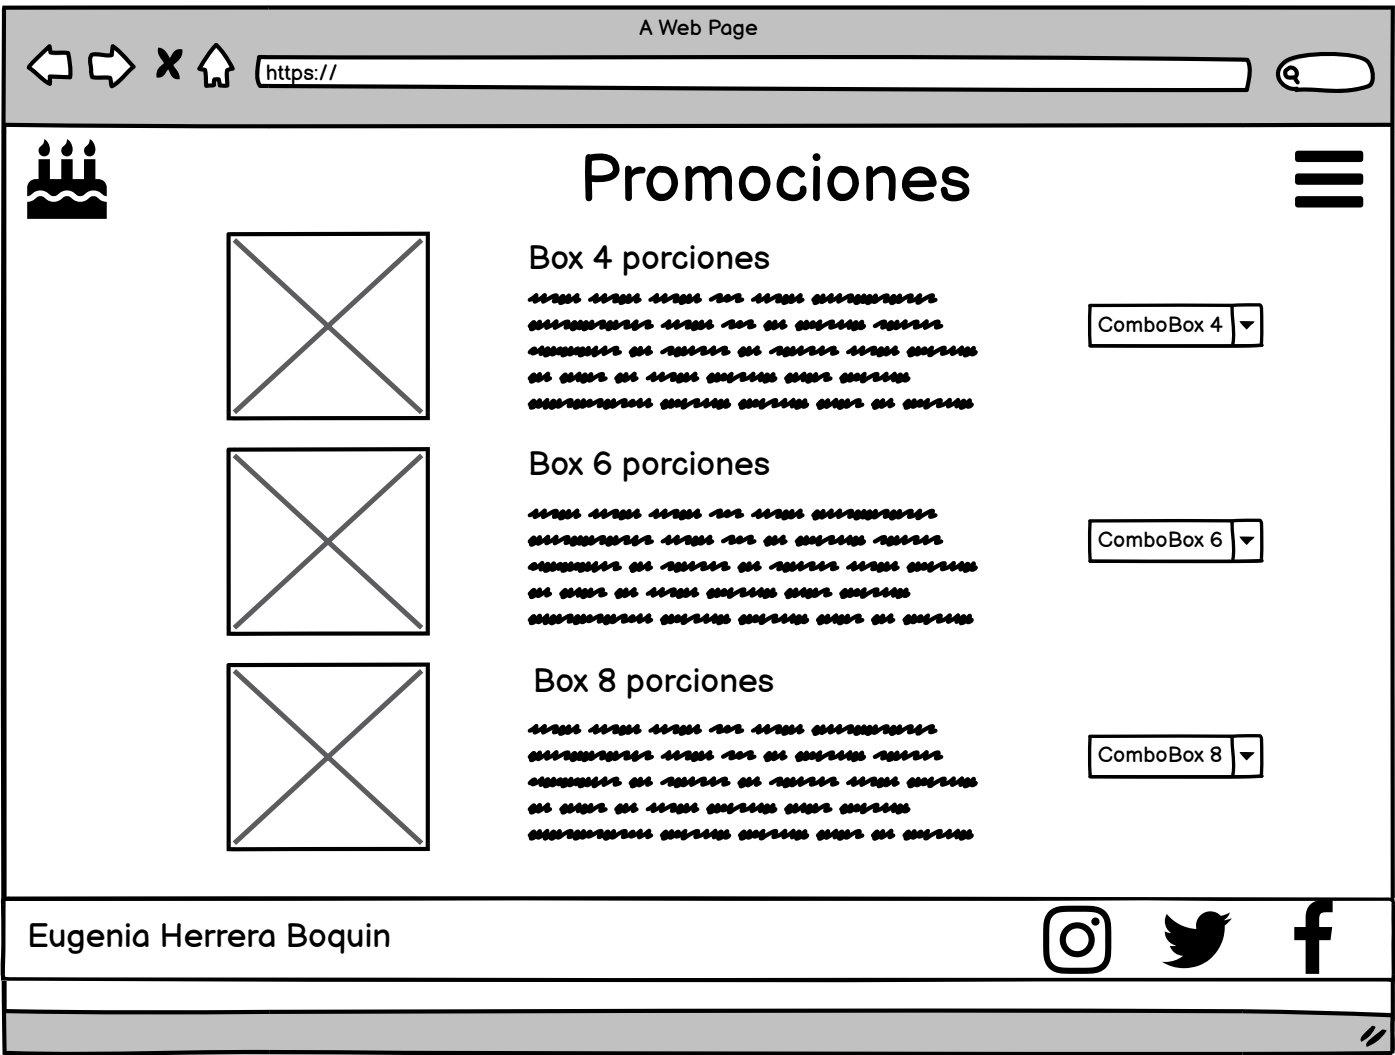 A Web Page
https://
Promociones
Box 4 porciones
ComboBox 4
Box 6 porciones
ComboBox 6
Box 8 porciones
ComboBox 8
Eugenia Herrera Boquin